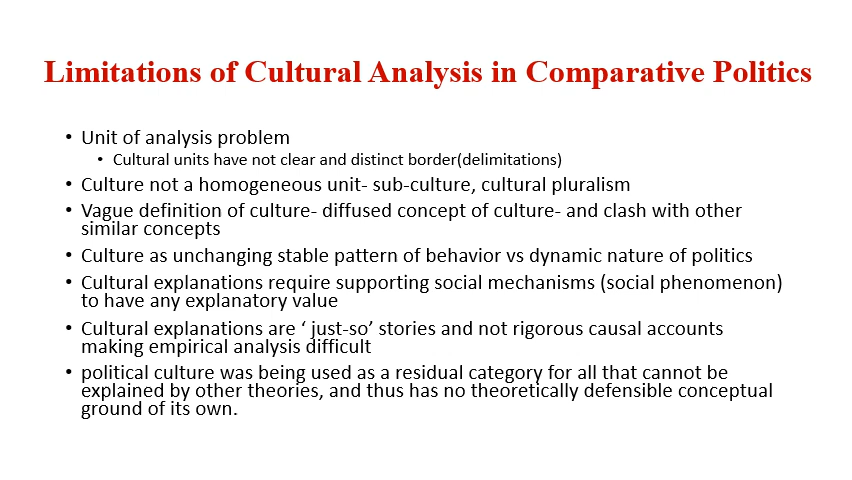 Limitations of Cultural Analysis in Comparative Politics
• Unit of analysis problem
• Cultural units have not clear and distinct border(delimitations)
• Culture not a homogeneous unit- sub-culture, cultural pluralism
• Vague definition of culture- diffused concept of culture- and clash with other
similar concepts
• Culture as unchanging stable pattern of behavior vs dynamic nature of politics
• Cultural explanations require supporting social mechanisms (social phenomenon)
to have any explanatory value
• Cultural explanations are ‘ just-so’ stories and not rigorous causal accounts
making empirical analysis difficult
• political culture was being used as a residual category for all that cannot be
explained by other theories, and thus has no theoretically defensible conceptual
ground of its own.